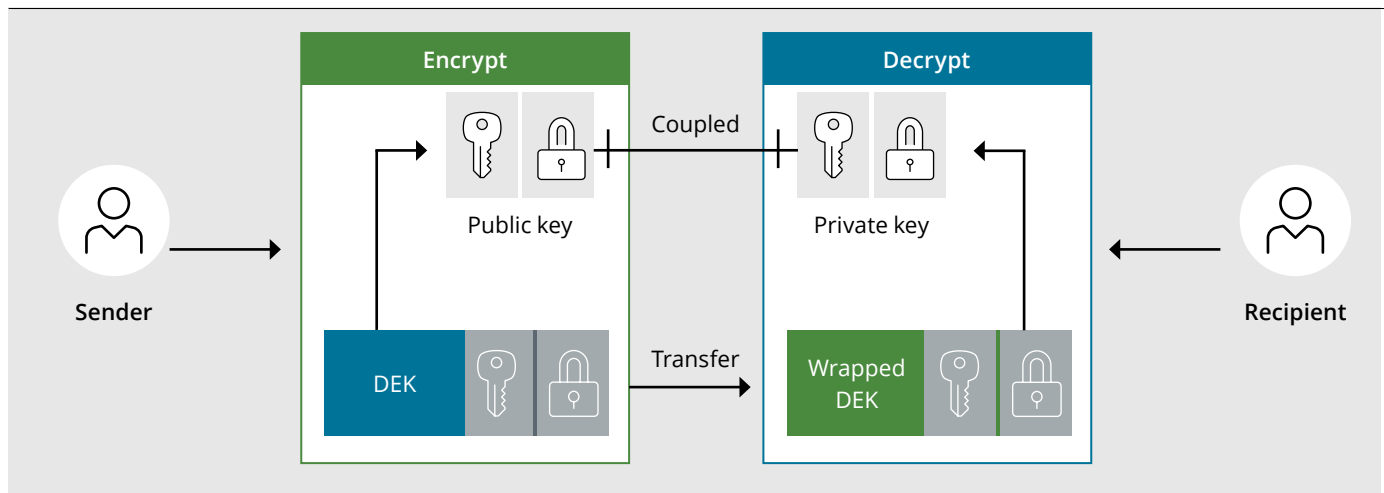 Encrypt
Decrypt
Coupled
Public key
Private key
Sender
Recipient
DEK
Transfer
Wrapped
DEK